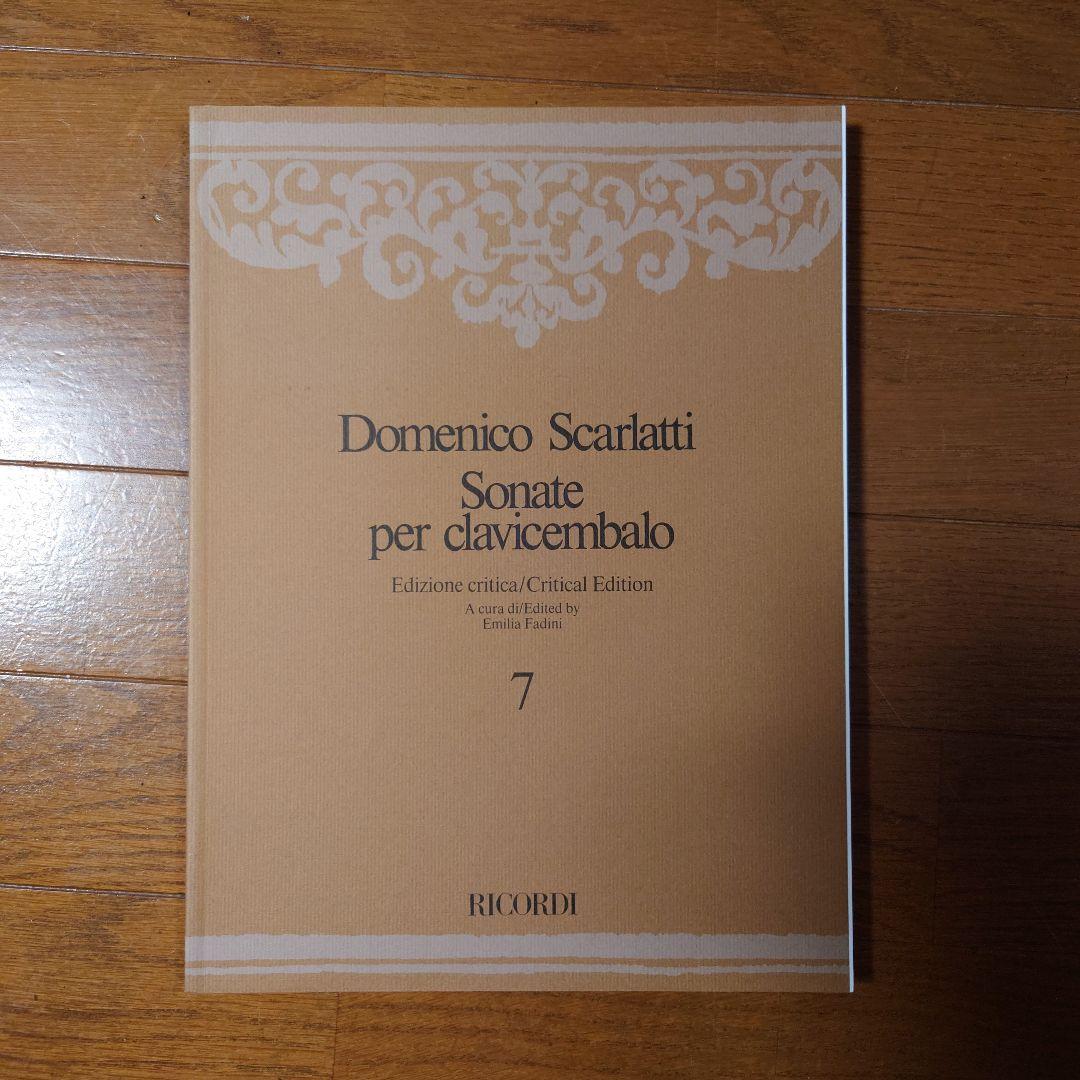 Domenico Scarlatti
Sonate
per clavicembalo
Edizione critica/Critical Edition
A cura di/Edited by
Emilia Fadini
7
RICORDI